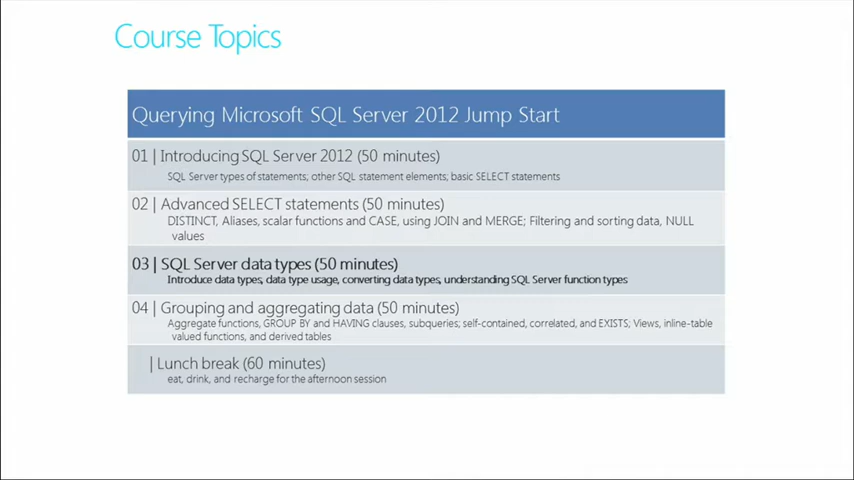 Course Topics
Querying Microsoft SQL Server 2012 Jump Start
01 | Introducing SQL Server 2012 (50 minutes)
SQL Server types of statements; other SQL statement elements; basic SELECT statements
02 | Advanced SELECT statements (50 minutes)
DISTINCT, Aliases, scalar functions and CASE, using JOIN and MERGE; Filtering and sorting data, NULL
values
03 | SQL Server data types (50 minutes)
Introduce data types, data type usage, converting data types, understanding SQL Server function types
04 | Grouping and aggregating data (50 minutes)
Aggregate functions, GROUP BY and HAVING clauses, subqueries; self-contained, correlated, and EXISTS; Views, inline-table
valued functions, and derived tables
| Lunch break (60 minutes)
eat, drink, and recharge for the afternoon session